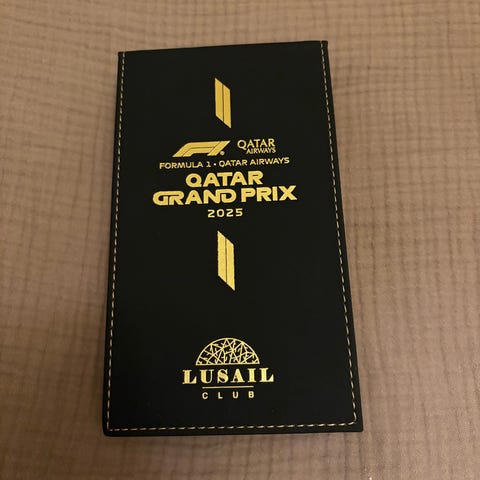 F1 QATAR
AIRWAYS
FORMULA 1 • QATAR AIRWAYS
QATAR
GRAND PRIX
2025
LUSAIL
CLUB